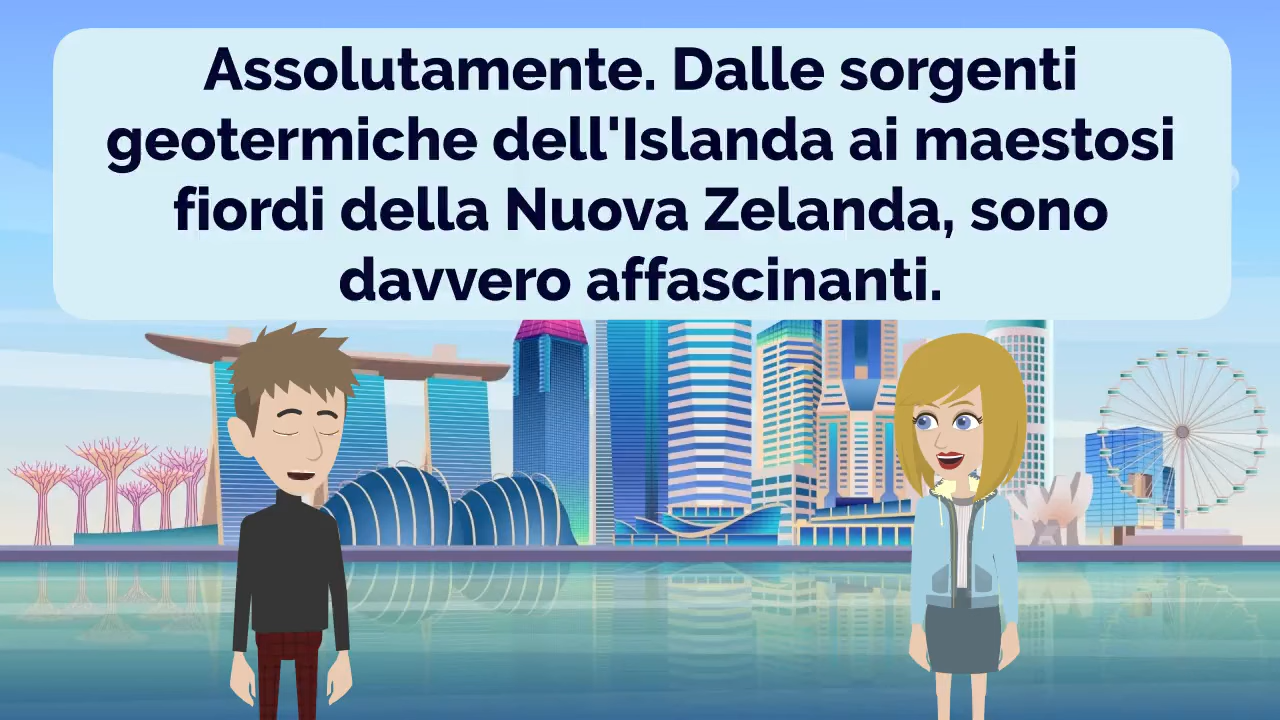 Assolutamente. Dalle sorgenti
geotermiche dell'Islanda ai maestosi
fiordi della Nuova Zelanda, sono
davvero affascinanti.